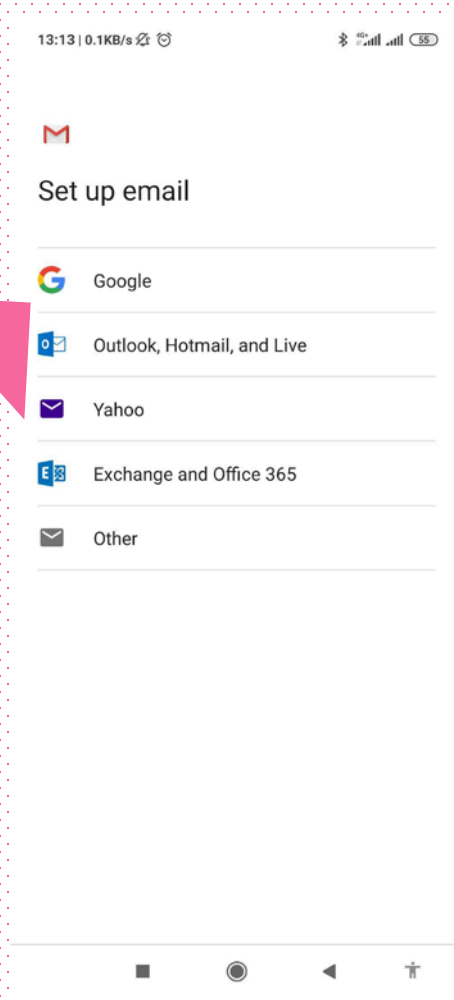 13:13 | 0.1KB/s 4G+ 55
Set up email
Google
Outlook, Hotmail, and Live
Yahoo
Exchange and Office 365
Other